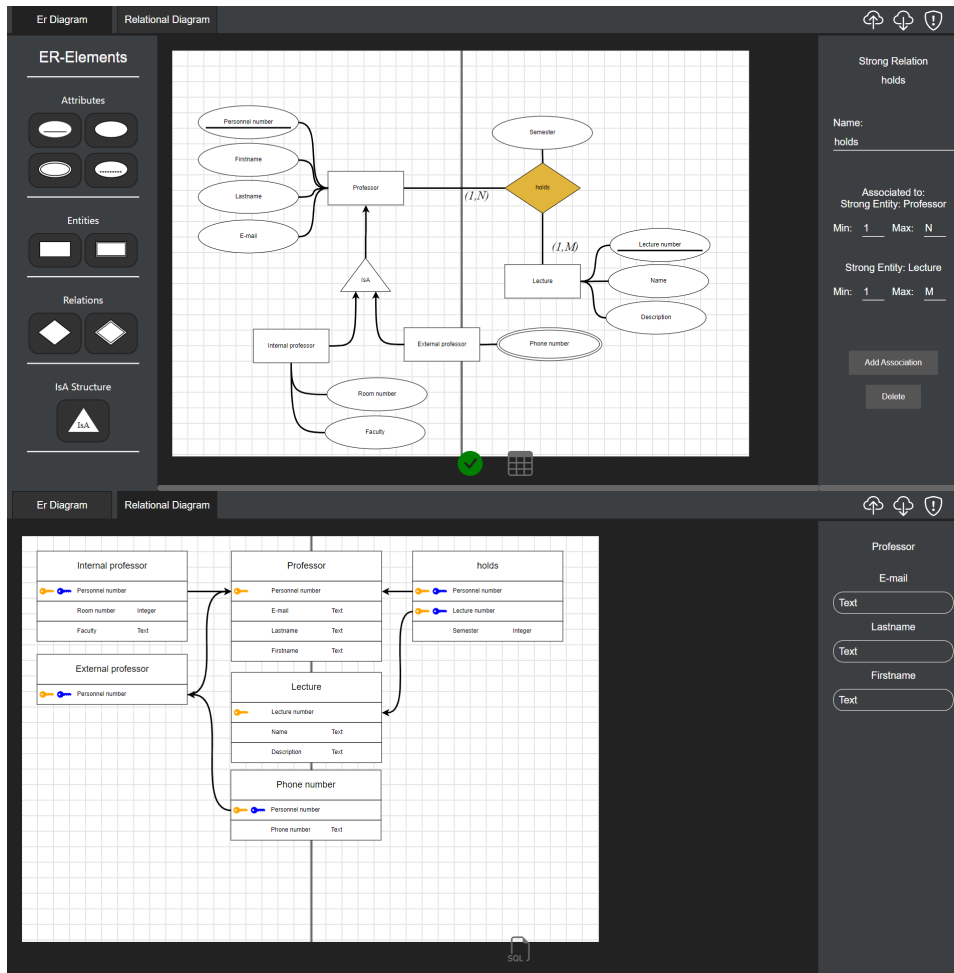 Er Diagram
Relational Diagram
ER-Elements
Attributes
Entities
Relations
IsA Structure
IsA
Personnel number
Firstname
Lastname
E-mail
Professor
(1,N)
Semester
holds
(1,M)
Lecture
Lecture number
Name
Description
IsA
Internal professor
External professor
Phone number
Room number
Faculty
Strong Relation
holds
Name:
holds
Associated to:
Strong Entity: Professor
Min: 1 Max: N
Strong Entity: Lecture
Min: 1 Max: M
Add Association
Delete
Er Diagram
Relational Diagram
Internal professor
Personnel number
Room number Integer
Faculty Text
External professor
Personnel number
Professor
Personnel number
E-mail Text
Lastname Text
Firstname Text
Lecture
Lecture number
Name Text
Description Text
Phone number
Personnel number
Phone number Text
holds
Personnel number
Lecture number
Semester Integer
SQL
Professor
E-mail
Text
Lastname
Text
Firstname
Text